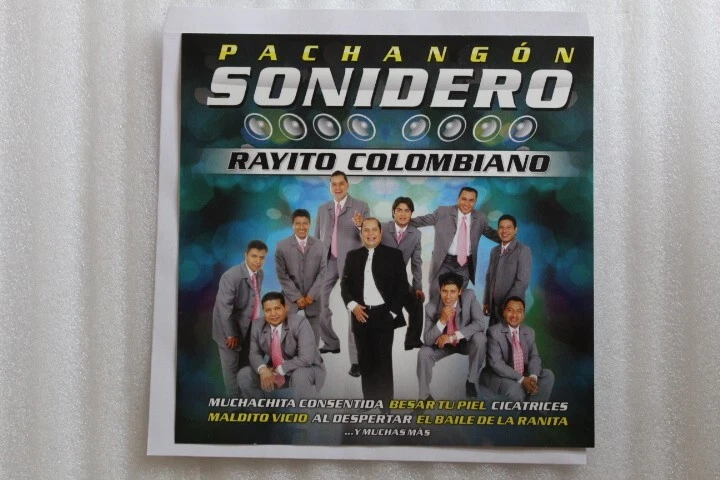 PACHANGÓN
SONIDERO
RAYITO COLOMBIANO
MUCHACHITA CONSENTIDA BESAR TU PIEL CICATRICES
MALDITO VICIO AL DESPERTAR EL BAILE DE LA RANITA
...Y MUCHAS MÁS